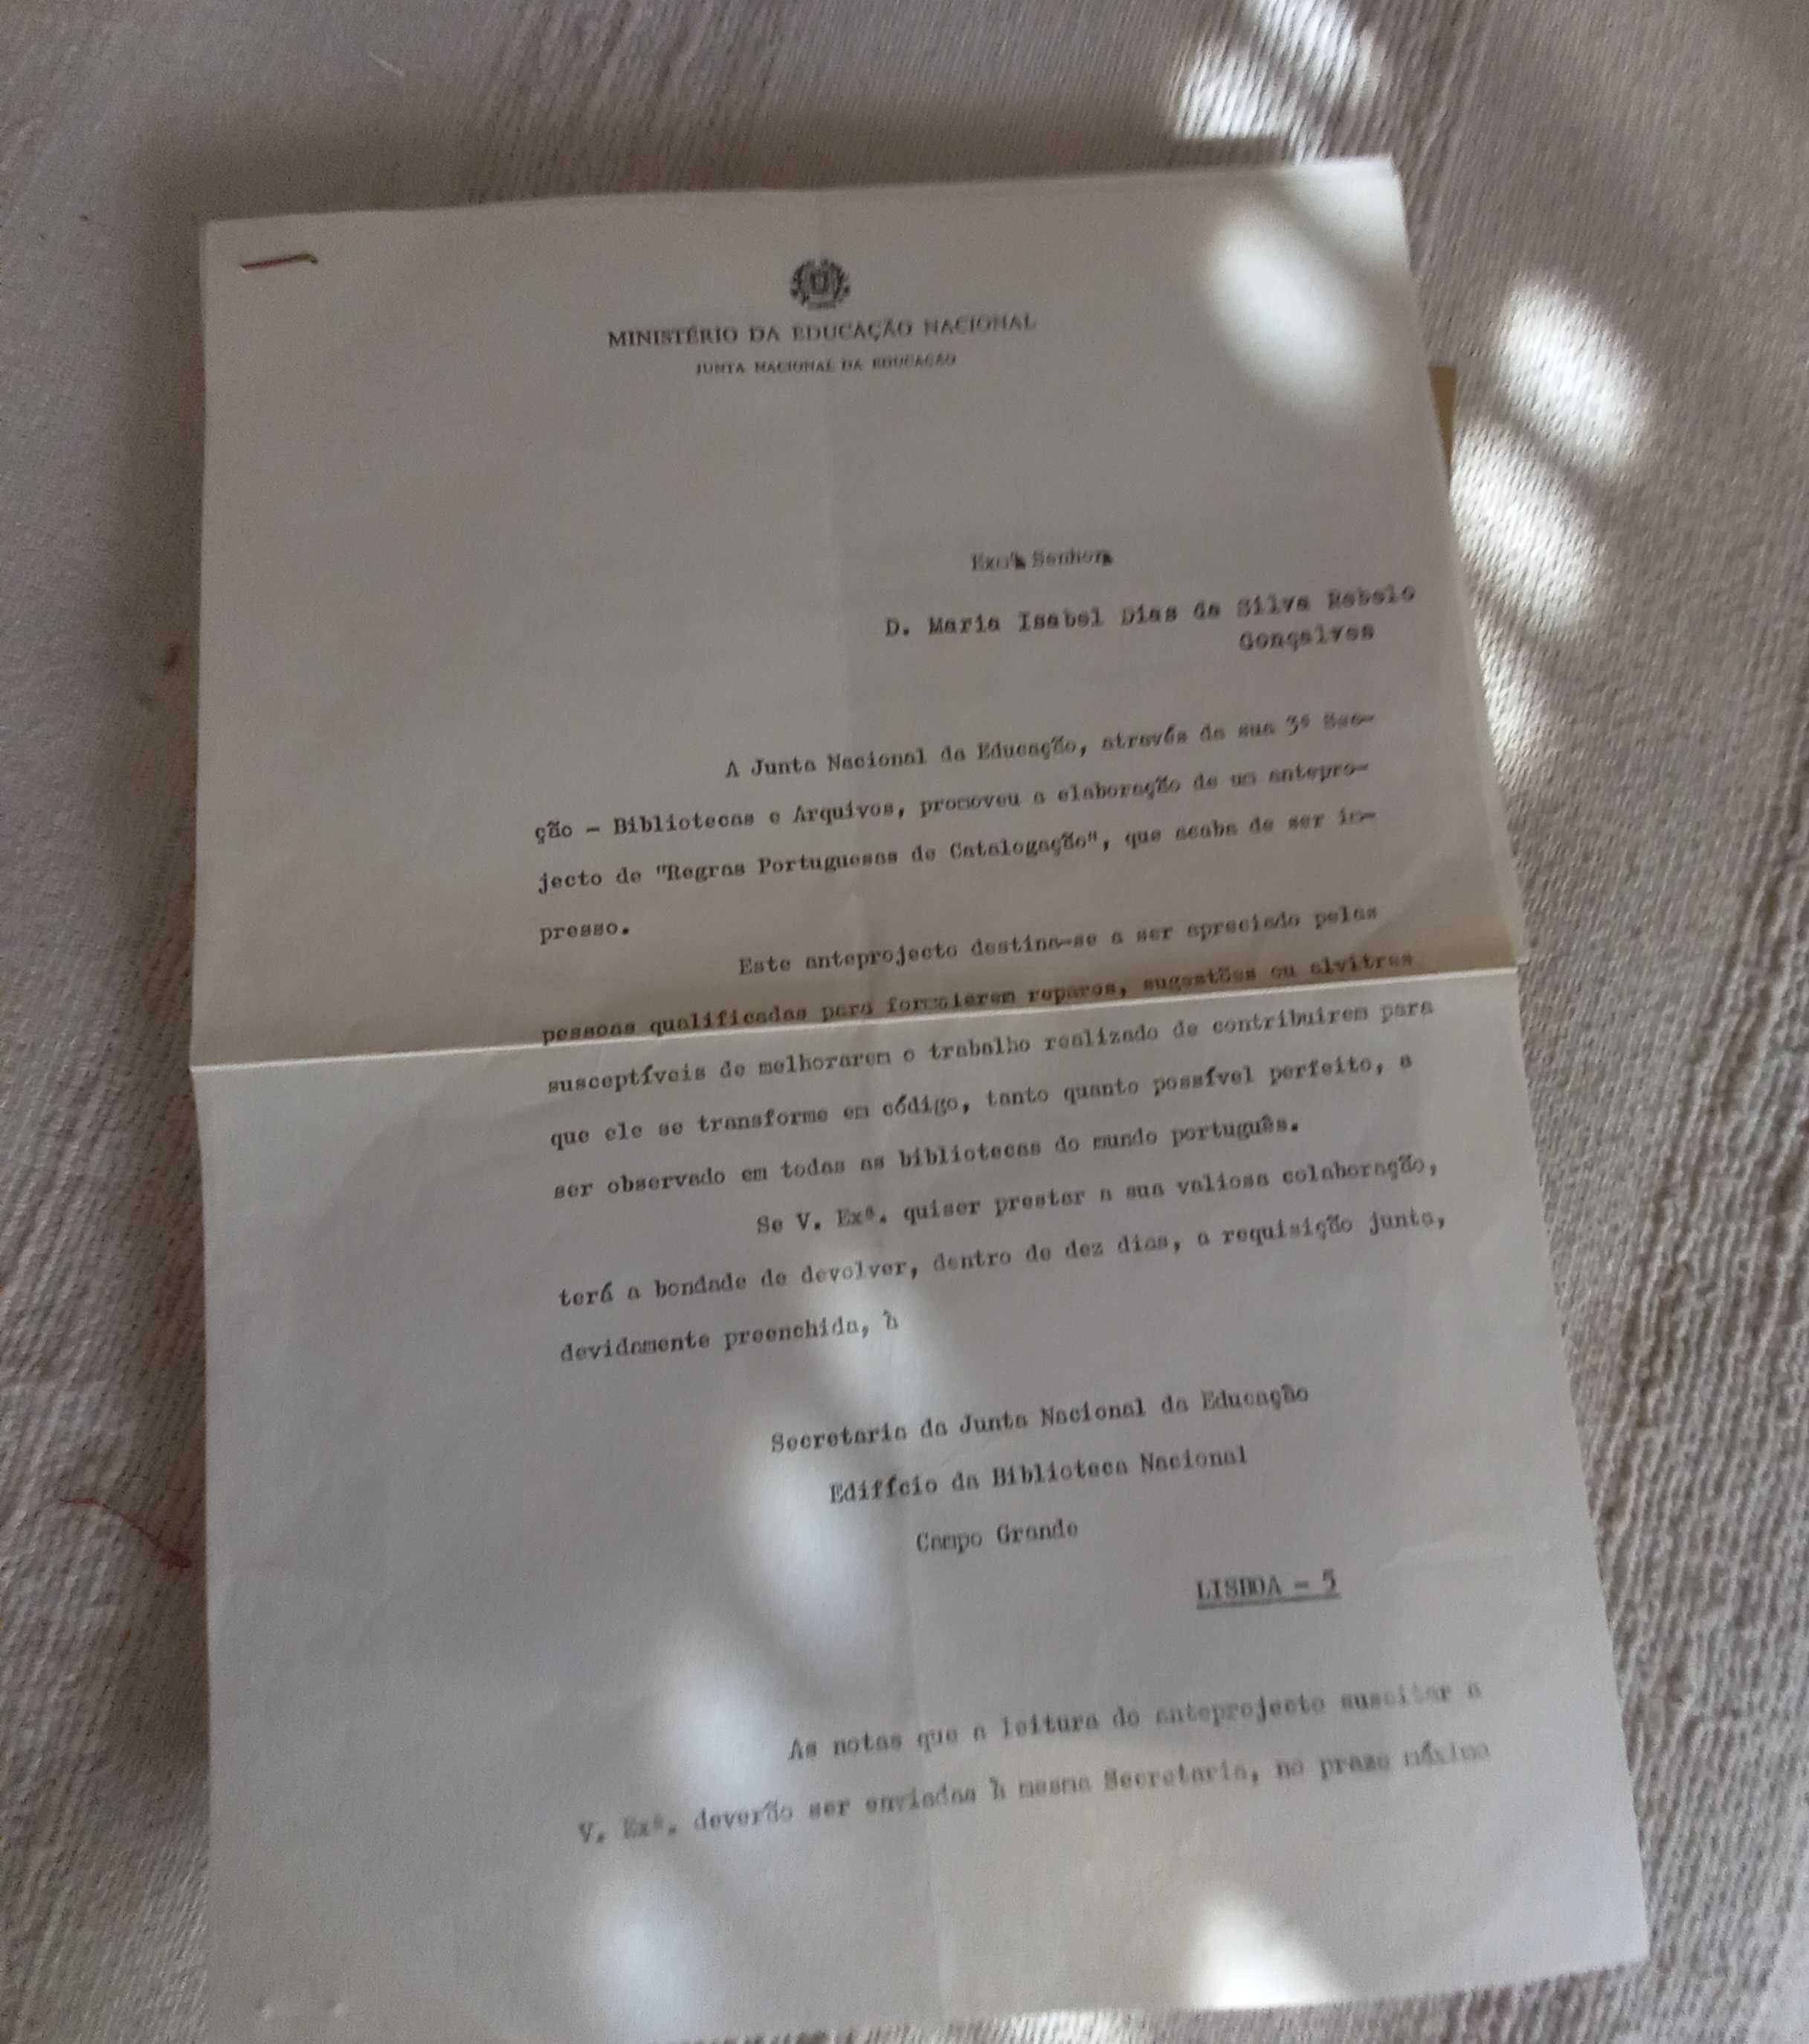 MINISTÉRIO DA EDUCAÇÃO NACIONAL
JUNTA NACIONAL DA EDUCAÇÃO
Exmª Senhora
D. Maria Isabel Dias da Silva Rebelo
Gonçalves
A Junta Nacional da Educação, através da sua 3ª Sec-
ção - Bibliotecas e Arquivos, promoveu a elaboração de um antepro-
jecto de "Regras Portuguesas de Catalogação", que acaba de ser im-
presso.
Este anteprojecto destina-se a ser apreciado pelas
pessoas qualificadas para formularem reparos, sugestões ou alvitres
susceptíveis de melhorarem o trabalho realizado de contribuirem para
que ele se transforme em código, tanto quanto possível perfeito, a
ser observado em todas as bibliotecas do mundo português.
Se V. Exª. quiser prestar a sua valiosa colaboração,
terá a bondade de devolver, dentro de dez dias, a requisição junta,
devidamente preenchida, à
Secretaria da Junta Nacional da Educação
Edifício da Biblioteca Nacional
Campo Grande
LISBOA - 5
As notas que a leitura do anteprojecto suscitar a
V. Exª. deverão ser enviadas à mesma Secretaria, no prazo máximo